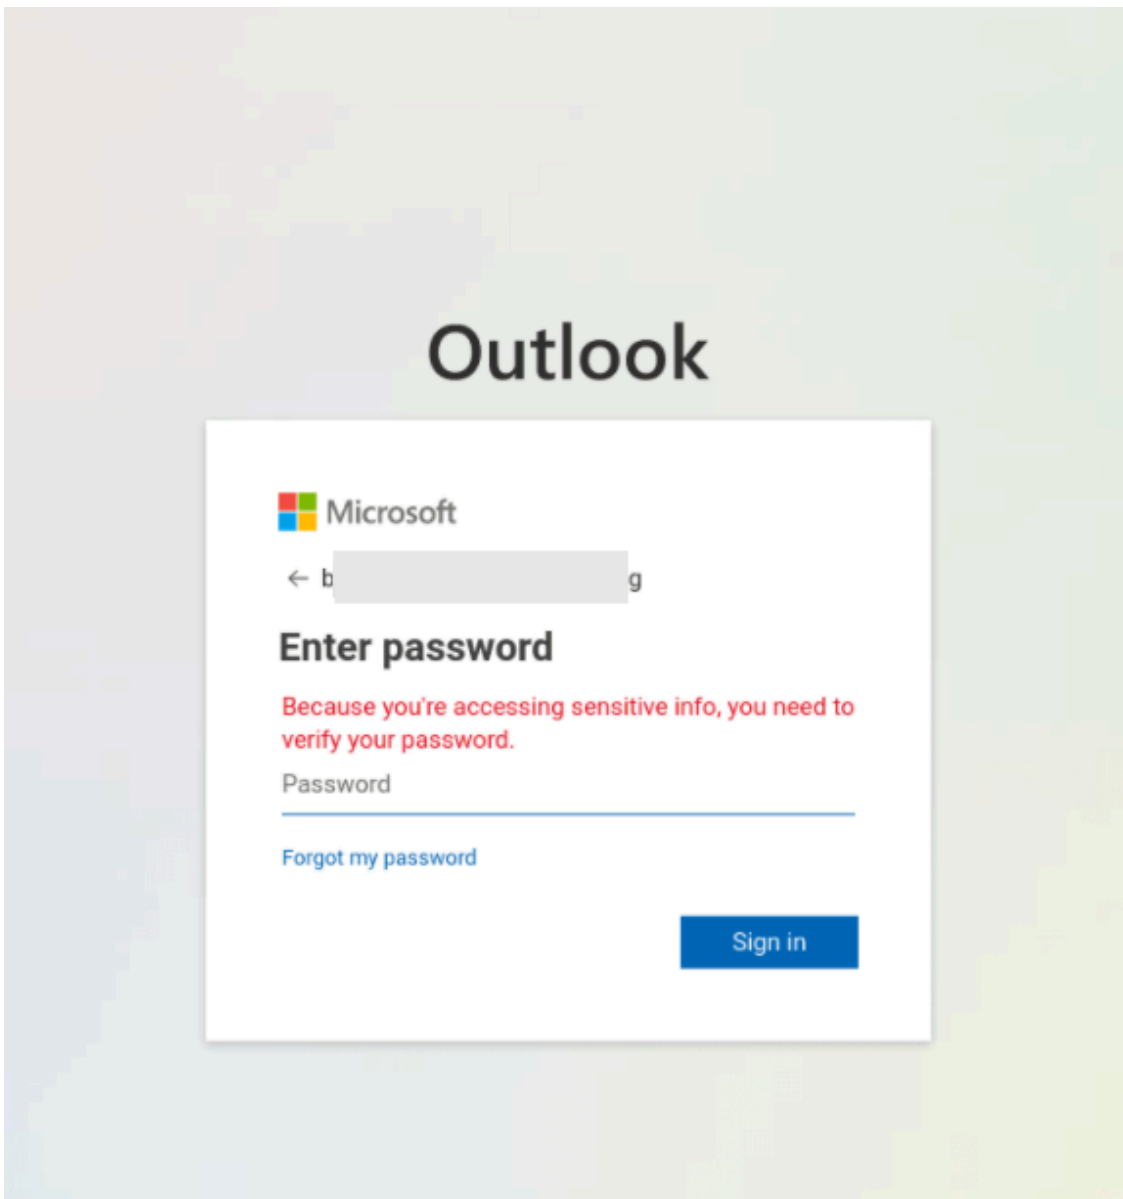 Outlook
Microsoft
← b g
Enter password
Because you're accessing sensitive info, you need to
verify your password.
Password
Forgot my password
Sign in